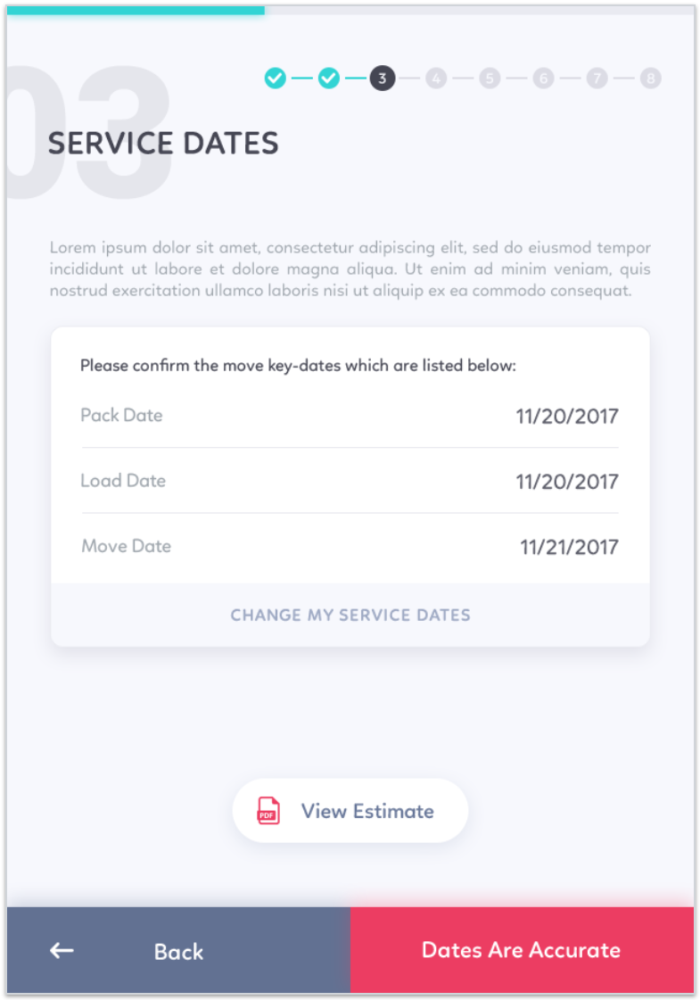 03
3 4 5 6 7 8
SERVICE DATES
Lorem ipsum dolor sit amet, consectetur adipiscing elit, sed do eiusmod tempor
incididunt ut labore et dolore magna aliqua. Ut enim ad minim veniam, quis
nostrud exercitation ullamco laboris nisi ut aliquip ex ea commodo consequat.
Please confirm the move key-dates which are listed below:
Pack Date 11/20/2017
Load Date 11/20/2017
Move Date 11/21/2017
CHANGE MY SERVICE DATES
PDF View Estimate
Back Dates Are Accurate